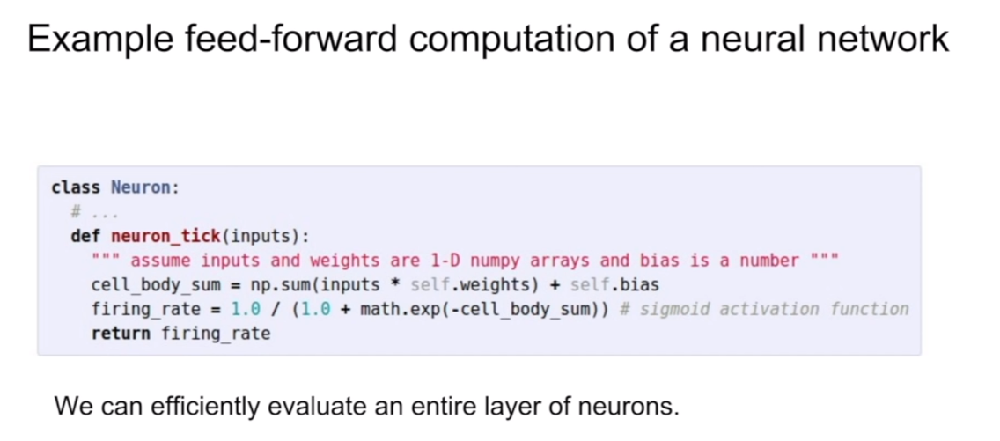 Example feed-forward computation of a neural network
class Neuron:
# ...
def neuron_tick(inputs):
""" assume inputs and weights are 1-D numpy arrays and bias is a number """
cell_body_sum = np.sum(inputs * self.weights) + self.bias
firing_rate = 1.0 / (1.0 + math.exp(-cell_body_sum)) # sigmoid activation function
return firing_rate
We can efficiently evaluate an entire layer of neurons.